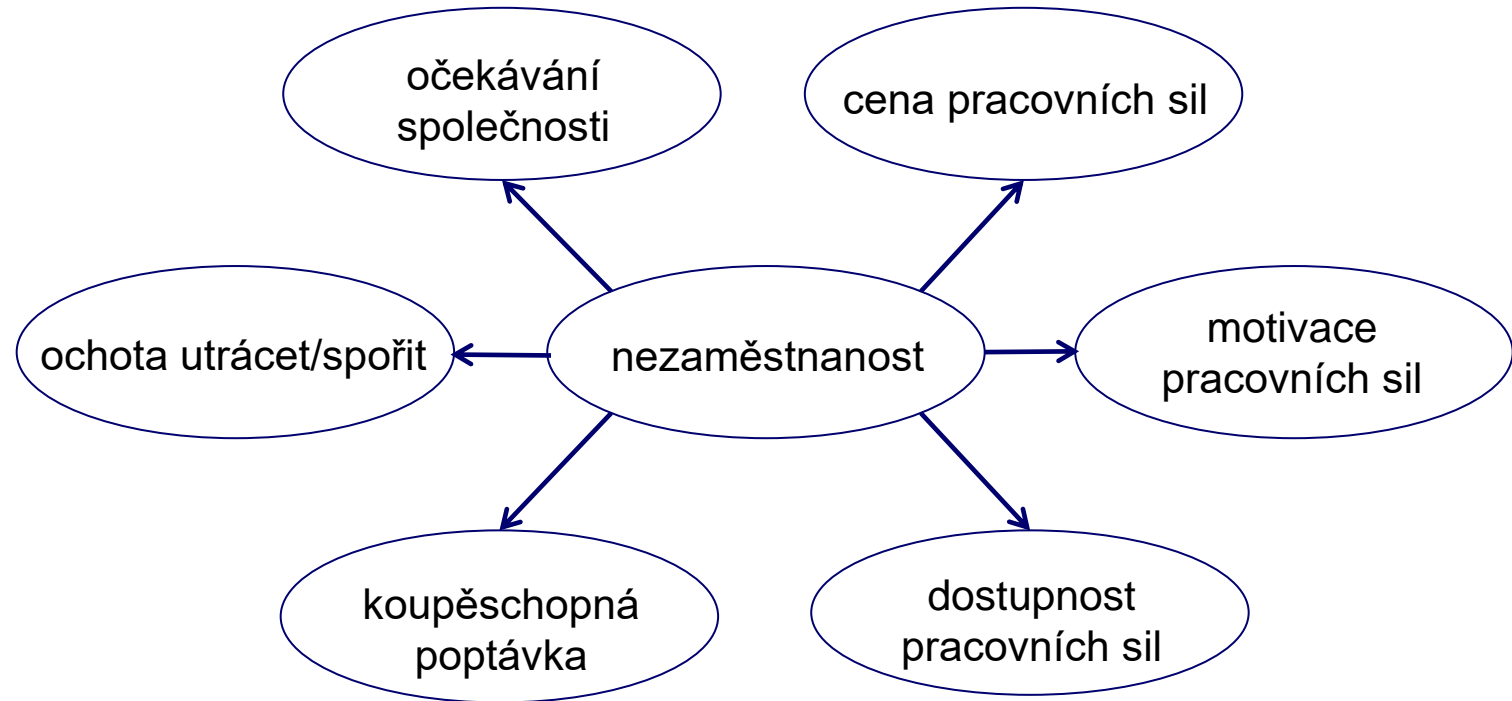 očekávání
společnosti
cena pracovních sil
ochota utrácet/spořit
nezaměstnanost
motivace
pracovních sil
koupěschopná
poptávka
dostupnost
pracovních sil